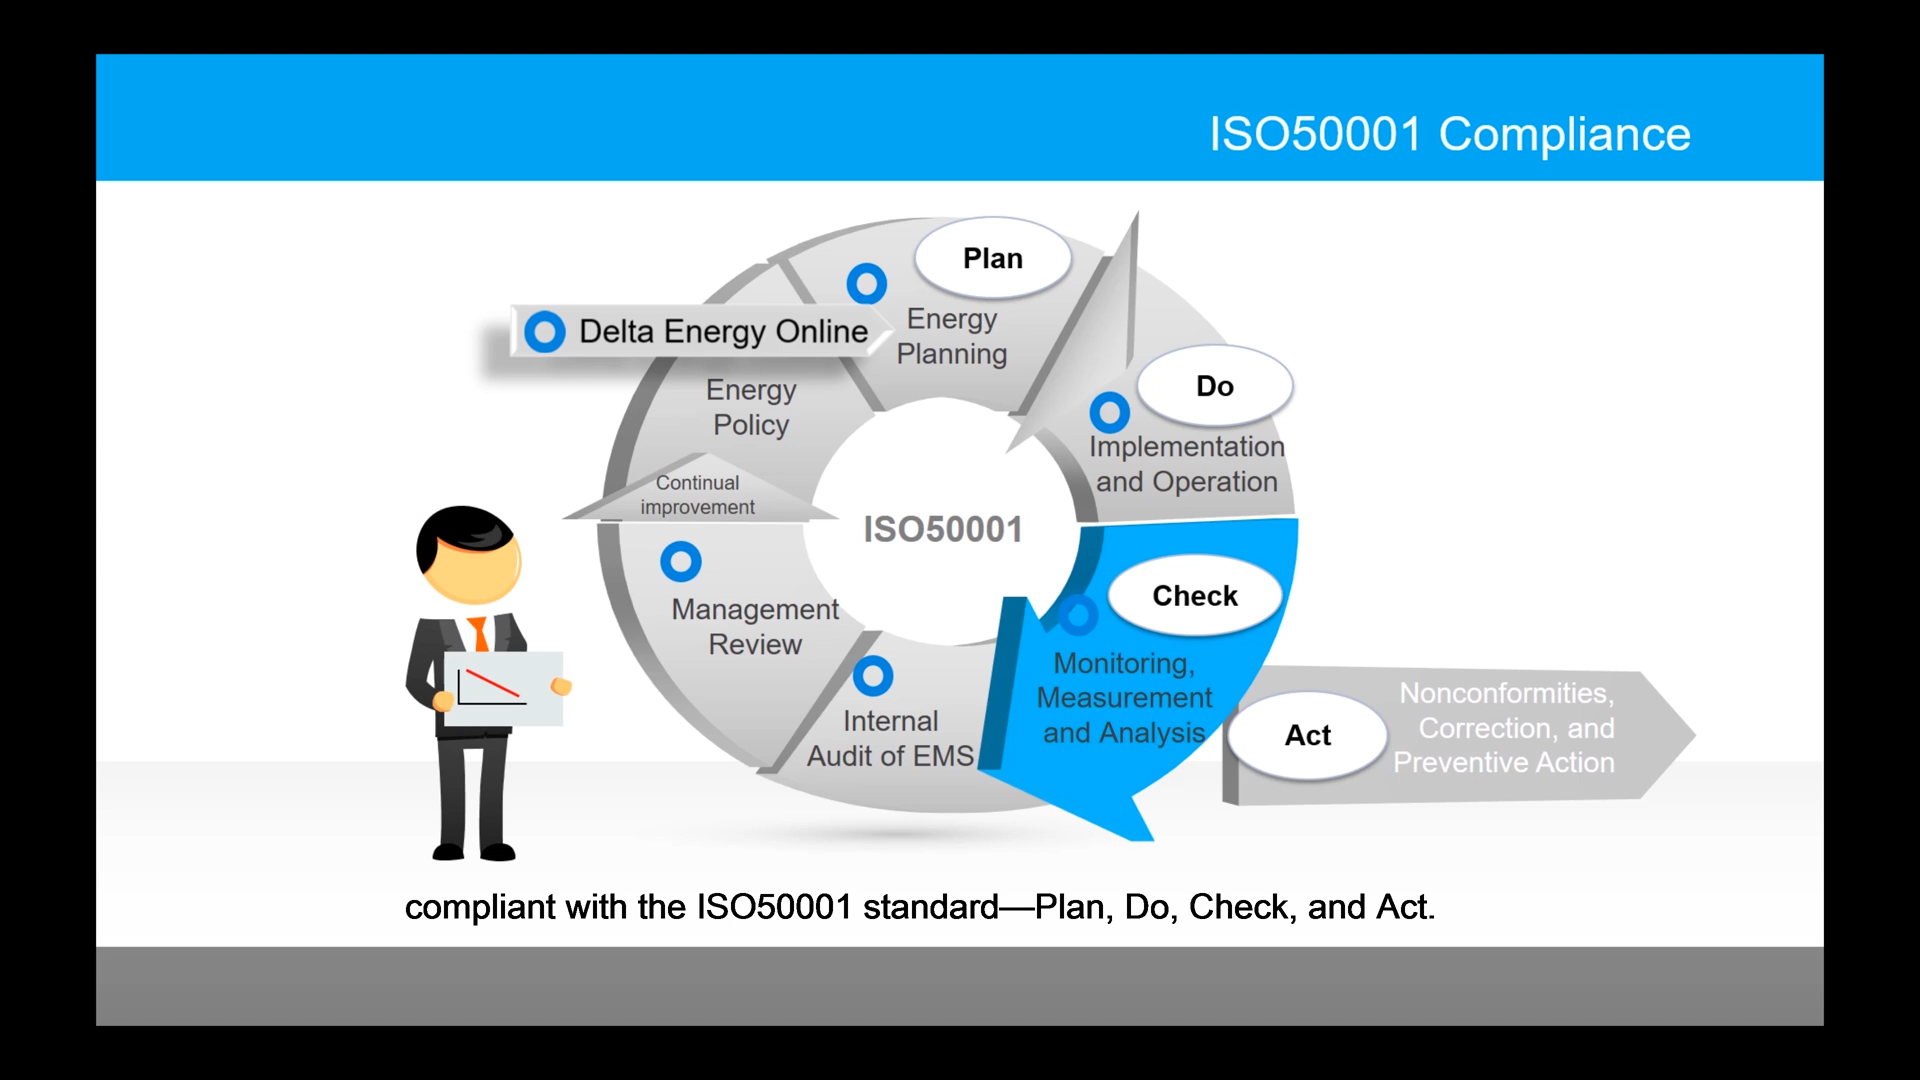 ISO50001 Compliance
Plan
Delta Energy Online
Energy
Planning
Do
Energy
Policy
Implementation
and Operation
Continual
improvement
ISO50001
Check
Management
Review
Monitoring,
Measurement
and Analysis
Internal
Audit of EMS
Act
Nonconformities,
Correction, and
Preventive Action
compliant with the ISO50001 standard—Plan, Do, Check, and Act.